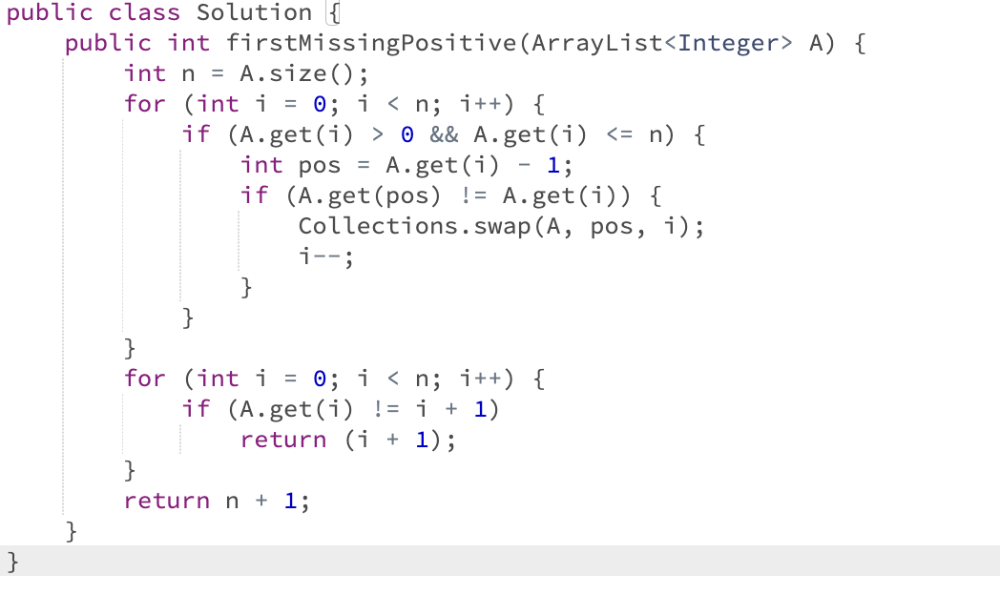 public class Solution {
    public int firstMissingPositive(ArrayList<Integer> A) {
        int n = A.size();
        for (int i = 0; i < n; i++) {
            if (A.get(i) > 0 && A.get(i) <= n) {
                int pos = A.get(i) - 1;
                if (A.get(pos) != A.get(i)) {
                    Collections.swap(A, pos, i);
                    i--;
                }
            }
        }
        for (int i = 0; i < n; i++) {
            if (A.get(i) != i + 1)
                return (i + 1);
        }
        return n + 1;
    }
}